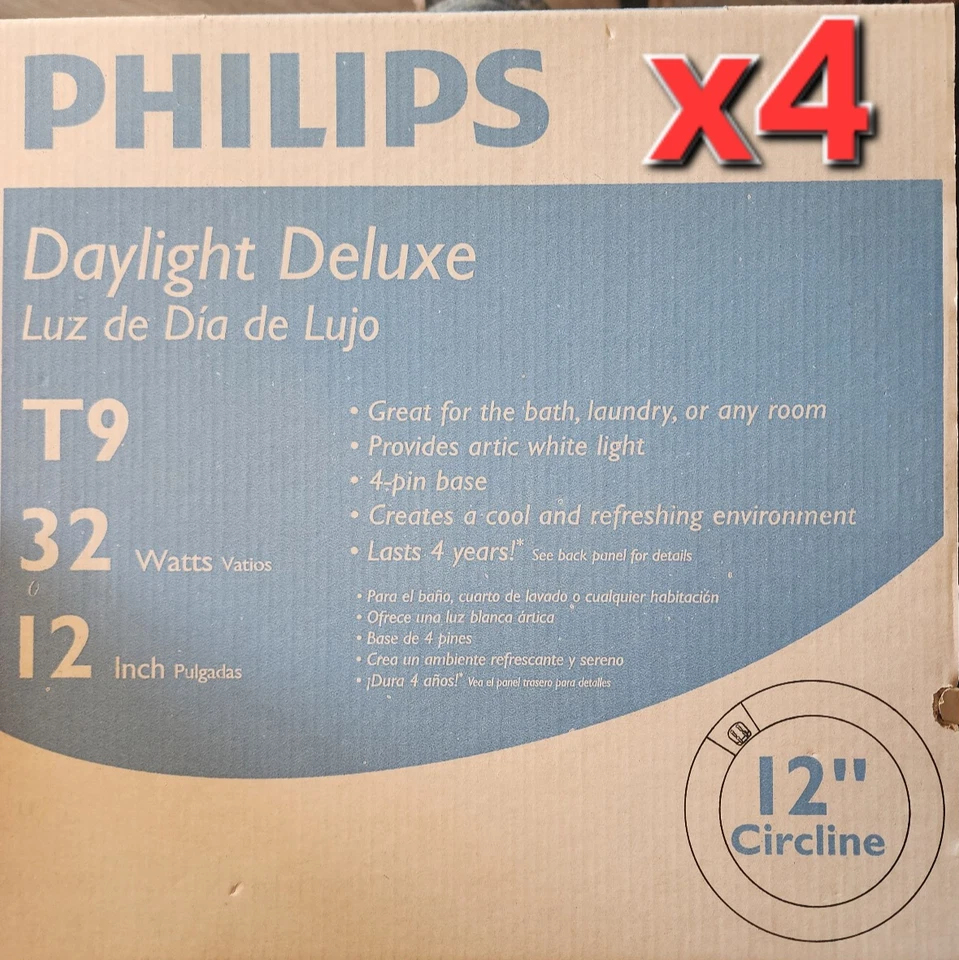 PHILIPS
x4
Daylight Deluxe
Luz de Día de Lujo
T9
32 Watts Vatios
12 Inch Pulgadas
• Great for the bath, laundry, or any room
• Provides artic white light
• 4-pin base
• Creates a cool and refreshing environment
• Lasts 4 years!* See back panel for details
• Para el baño, cuarto de lavado o cualquier habitación
• Ofrece una luz blanca ártica
• Base de 4 pines
• Crea un ambiente refrescante y sereno
• ¡Dura 4 años!* Vea el panel trasero para detalles
12"
Circline